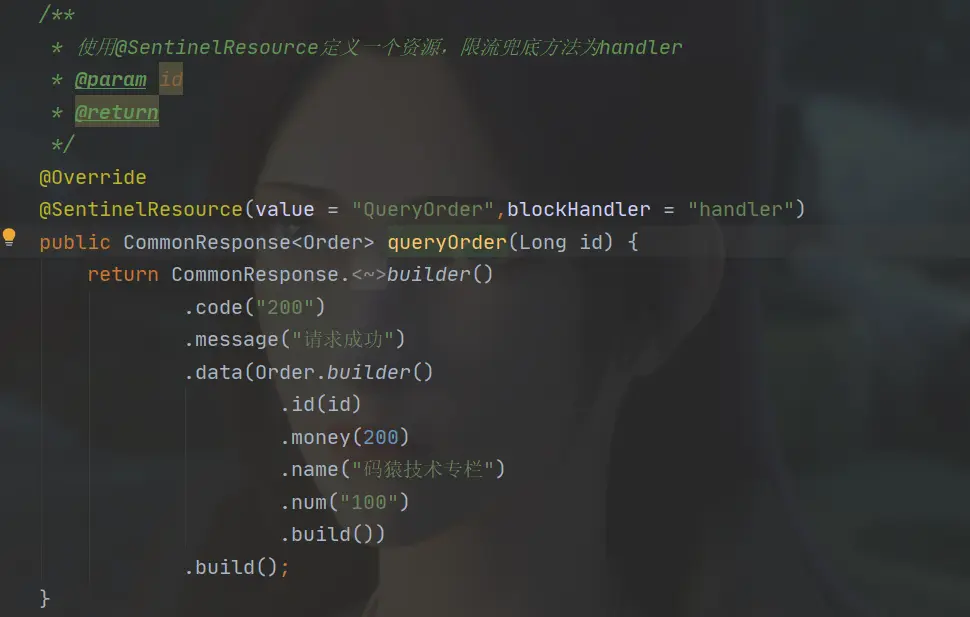 /**
 * 使用@SentinelResource定义一个资源，限流兜底方法为handler
 * @param id
 * @return
 */
@Override
@SentinelResource(value = "QueryOrder",blockHandler = "handler")
public CommonResponse<Order> queryOrder(Long id) {
    return CommonResponse.<~>builder()
            .code("200")
            .message("请求成功")
            .data(Order.builder()
                    .id(id)
                    .money(200)
                    .name("码猿技术专栏")
                    .num("100")
                    .build())
            .build();
}